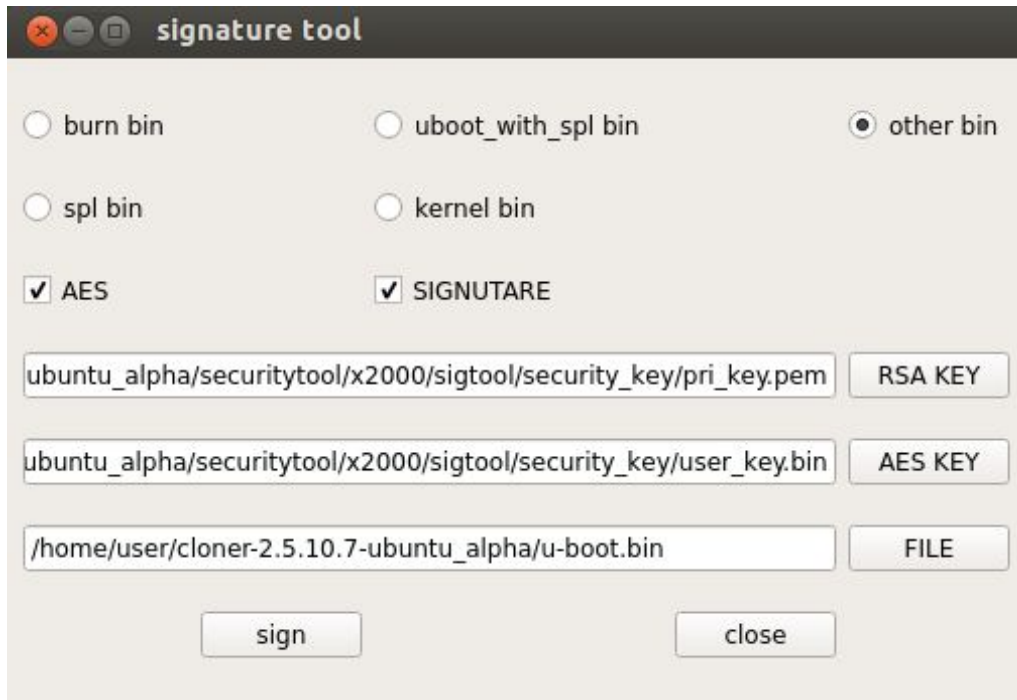 signature tool
burn bin uboot_with_spl bin other bin
spl bin kernel bin
AES SIGNUTARE
ubuntu_alpha/securitytool/x2000/sigtool/security_key/pri_key.pem RSA KEY
ubuntu_alpha/securitytool/x2000/sigtool/security_key/user_key.bin AES KEY
/home/user/cloner-2.5.10.7-ubuntu_alpha/u-boot.bin FILE
sign close